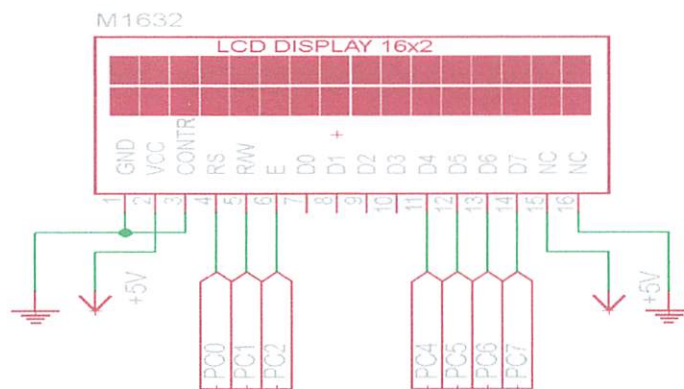 M1632
LCD DISPLAY 16x2
GND VCC CONTR RS R/W E D0 D1 D2 D3 D4 D5 D6 D7 NC NC
1 2 3 4 5 6 7 8 9 10 11 12 13 14 15 16
+5V +5V
PC0 PC1 PC2 PC4 PC5 PC6 PC7